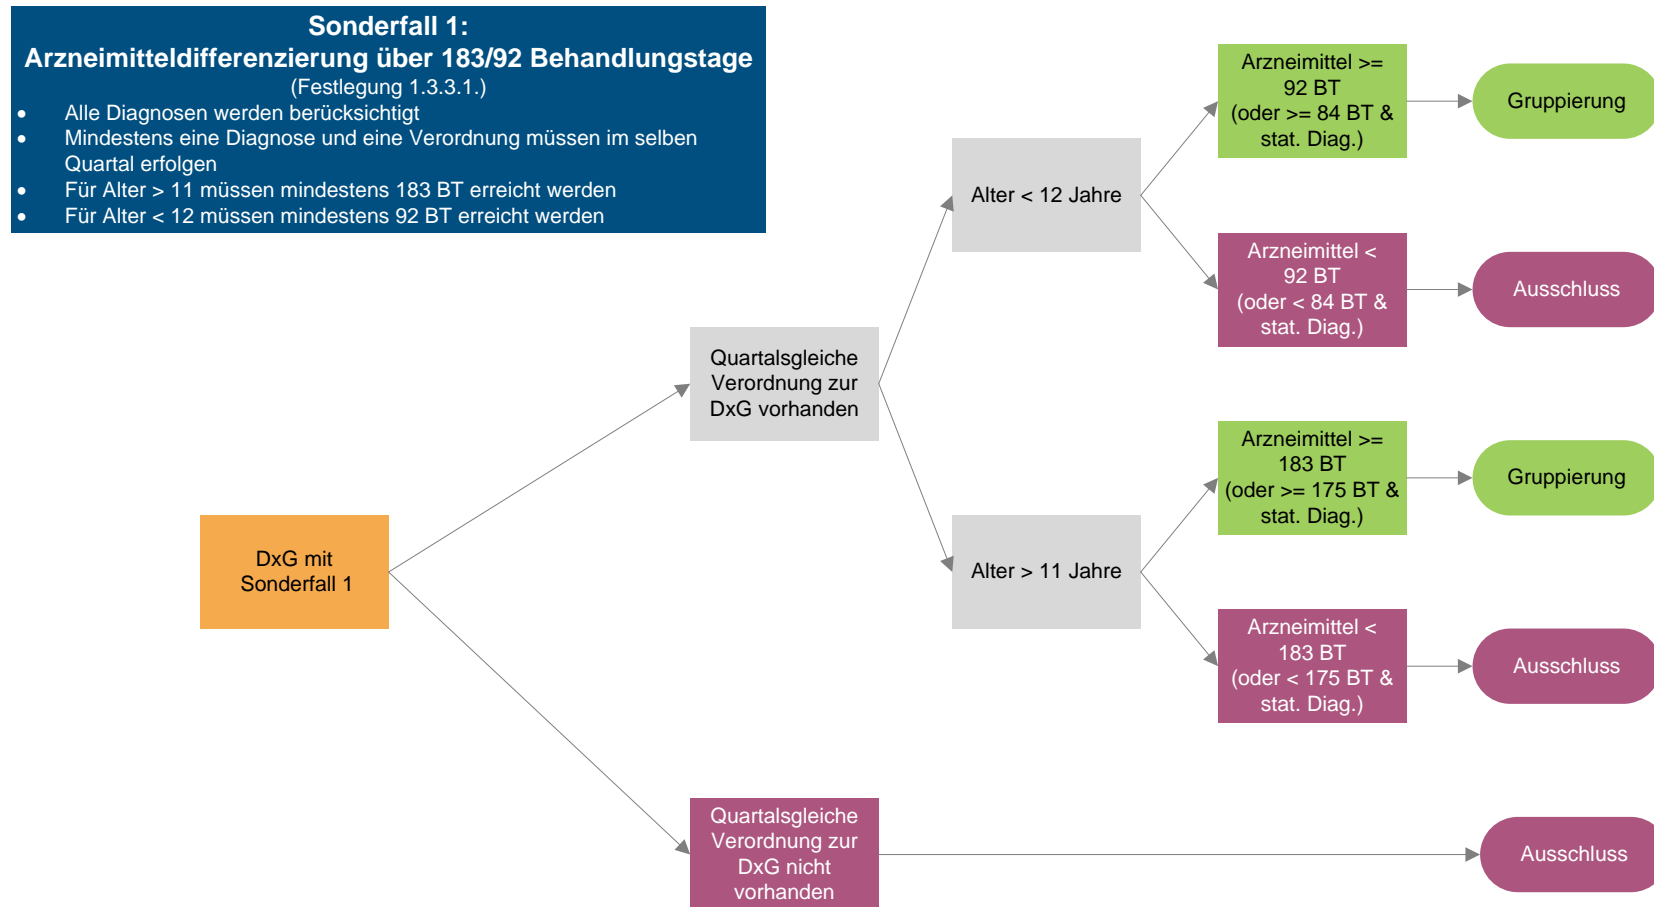 Sonderfall 1:
Arzneimitteldifferenzierung über 183/92 Behandlungstage
(Festlegung 1.3.3.1.)
• Alle Diagnosen werden berücksichtigt
• Mindestens eine Diagnose und eine Verordnung müssen im selben
Quartal erfolgen
• Für Alter > 11 müssen mindestens 183 BT erreicht werden
• Für Alter < 12 müssen mindestens 92 BT erreicht werden
DxG mit
Sonderfall 1
Quartalsgleiche
Verordnung zur
DxG vorhanden
Alter < 12 Jahre
Arzneimittel >=
92 BT
(oder >= 84 BT &
stat. Diag.)
Gruppierung
Arzneimittel <
92 BT
(oder < 84 BT &
stat. Diag.)
Ausschluss
Alter > 11 Jahre
Arzneimittel >=
183 BT
(oder >= 175 BT &
stat. Diag.)
Gruppierung
Arzneimittel <
183 BT
(oder < 175 BT &
stat. Diag.)
Ausschluss
Quartalsgleiche
Verordnung zur
DxG nicht
vorhanden
Ausschluss